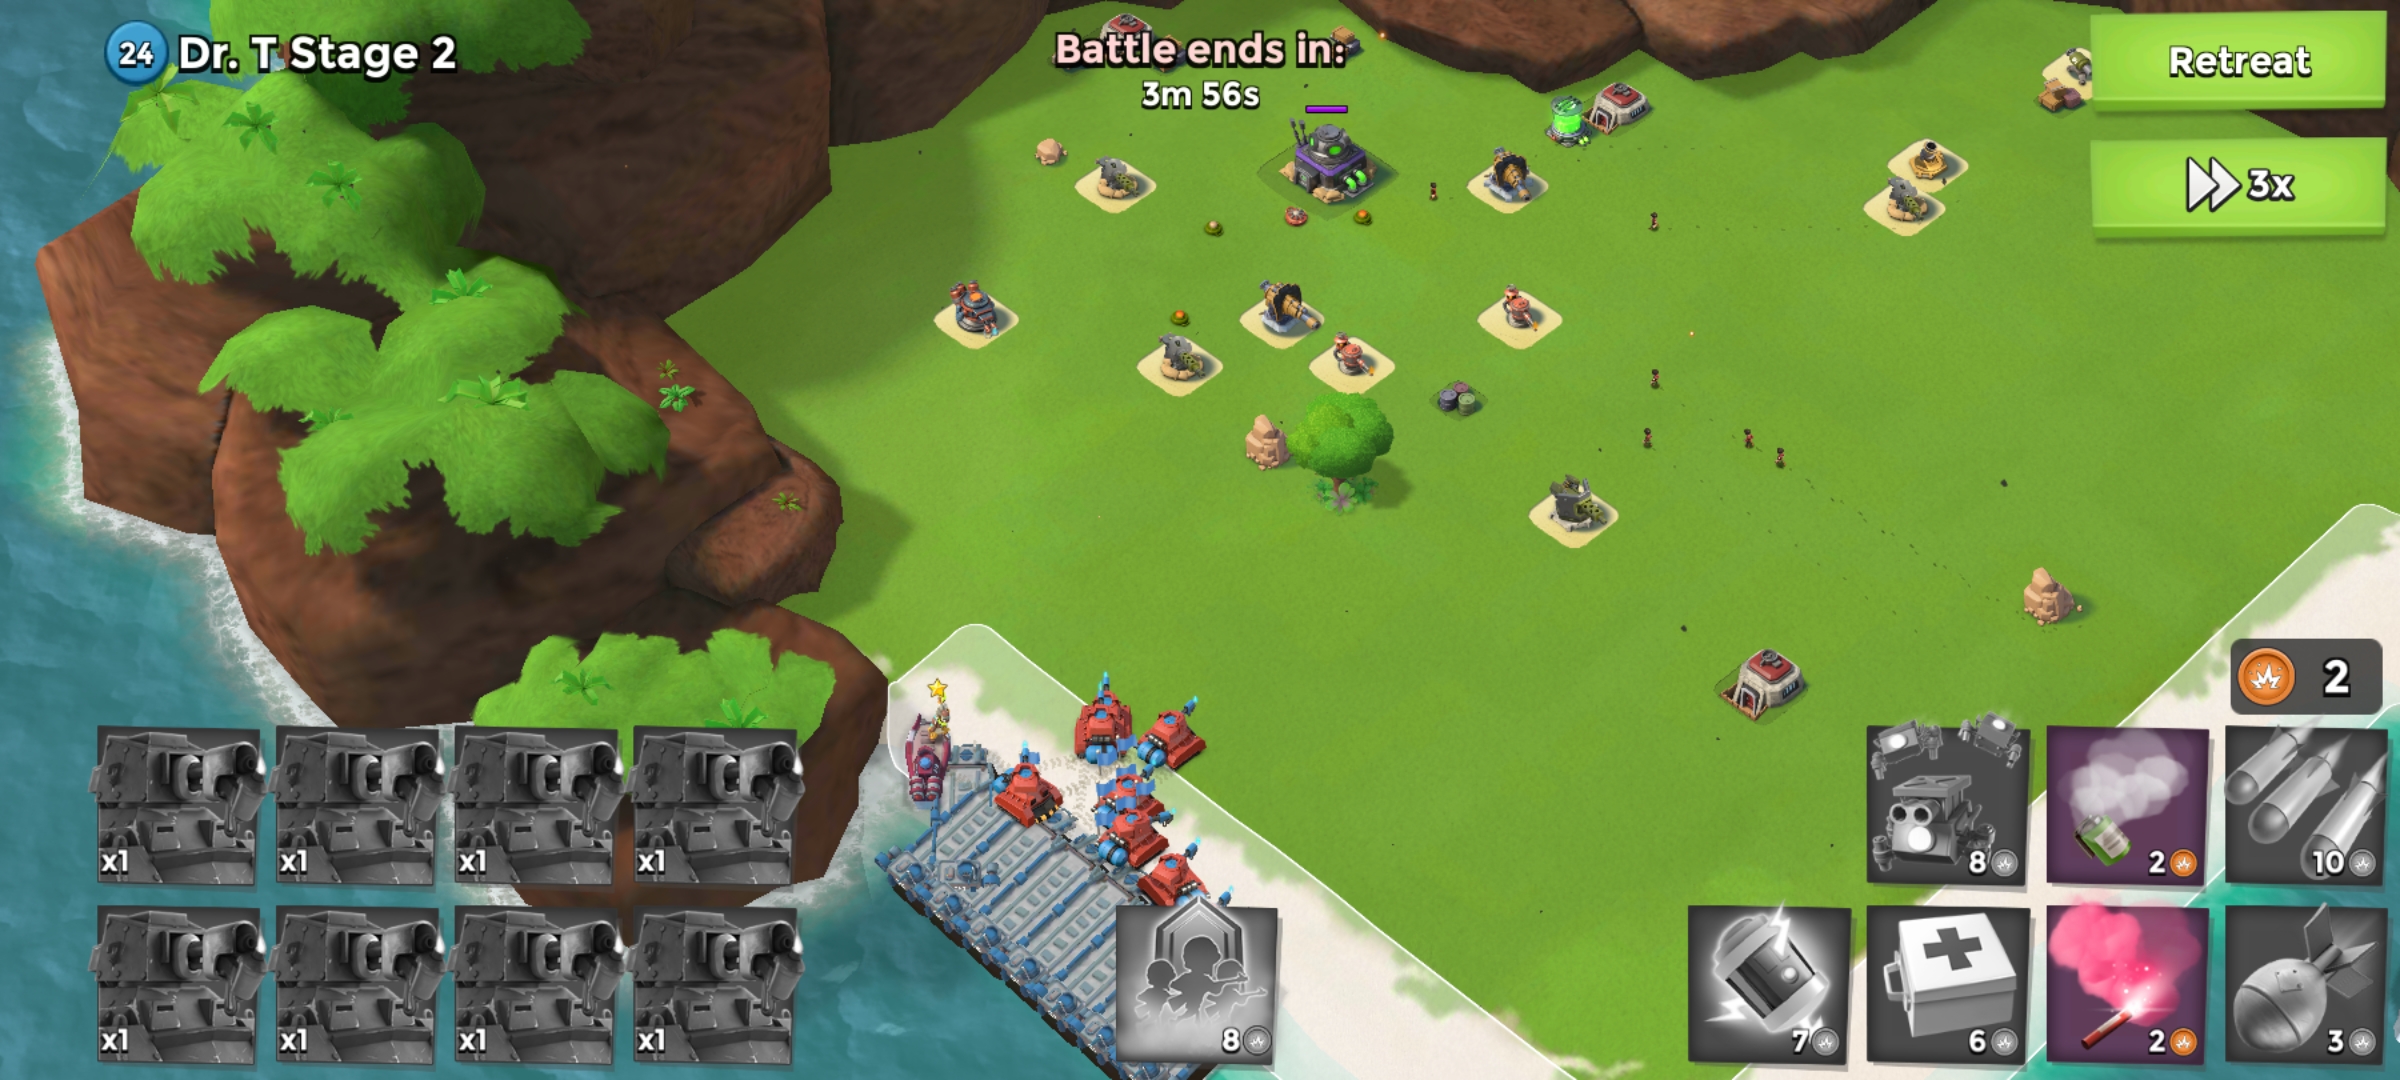 24 Dr. T Stage 2
Battle ends in:
3m 56s
Retreat
3x
2
x1 x1 x1 x1
8 2 10
x1 x1 x1 x1
8 7 6 2 3